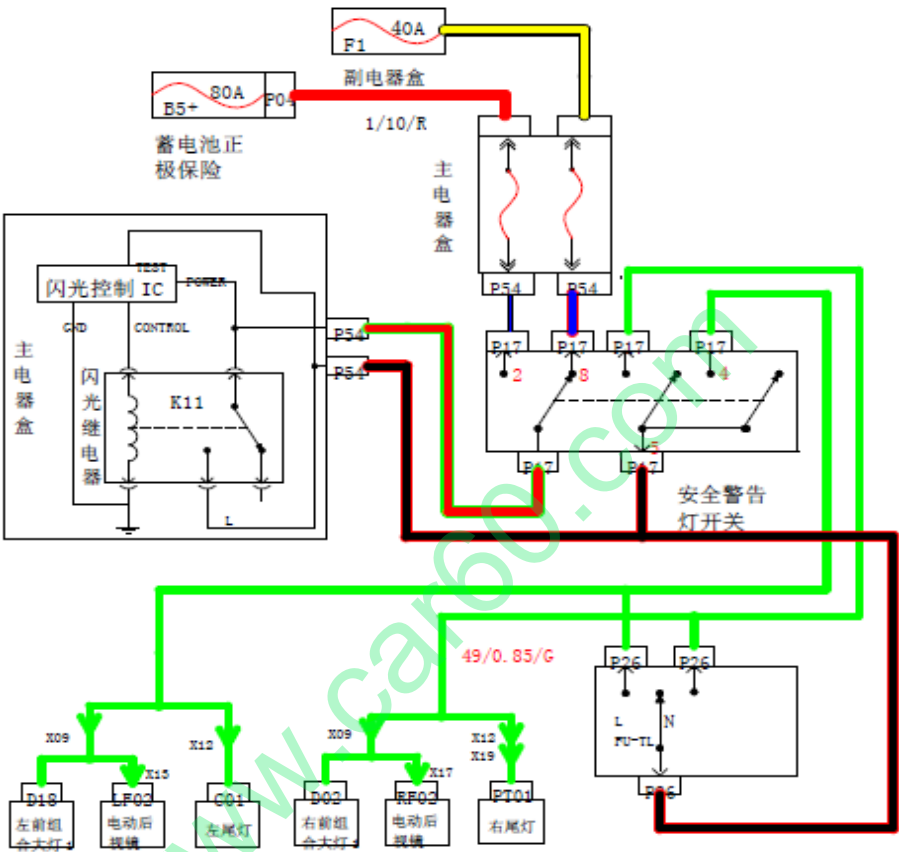 40A
F1
副电器盒
80A
B5+
P04
1/10/R
蓄电池正
极保险
主电器盒
P54
P54
TEST
闪光控制 IC
POWER
GND
CONTROL
P54
P54
主电器盒
闪光继电器
K11
L
P17
P17
P17
P17
2
8
4
5
P17
P17
安全警告
灯开关
49/0.85/G
P26
P26
L
N
FU-TL
P26
X09
X12
X15
X09
X12
X19
X17
D18
左前组
合大灯
LF02
电动后
视镜
C01
左尾灯
D02
右前组
合大灯
RF02
电动后
视镜
PT01
右尾灯
www.car60.com